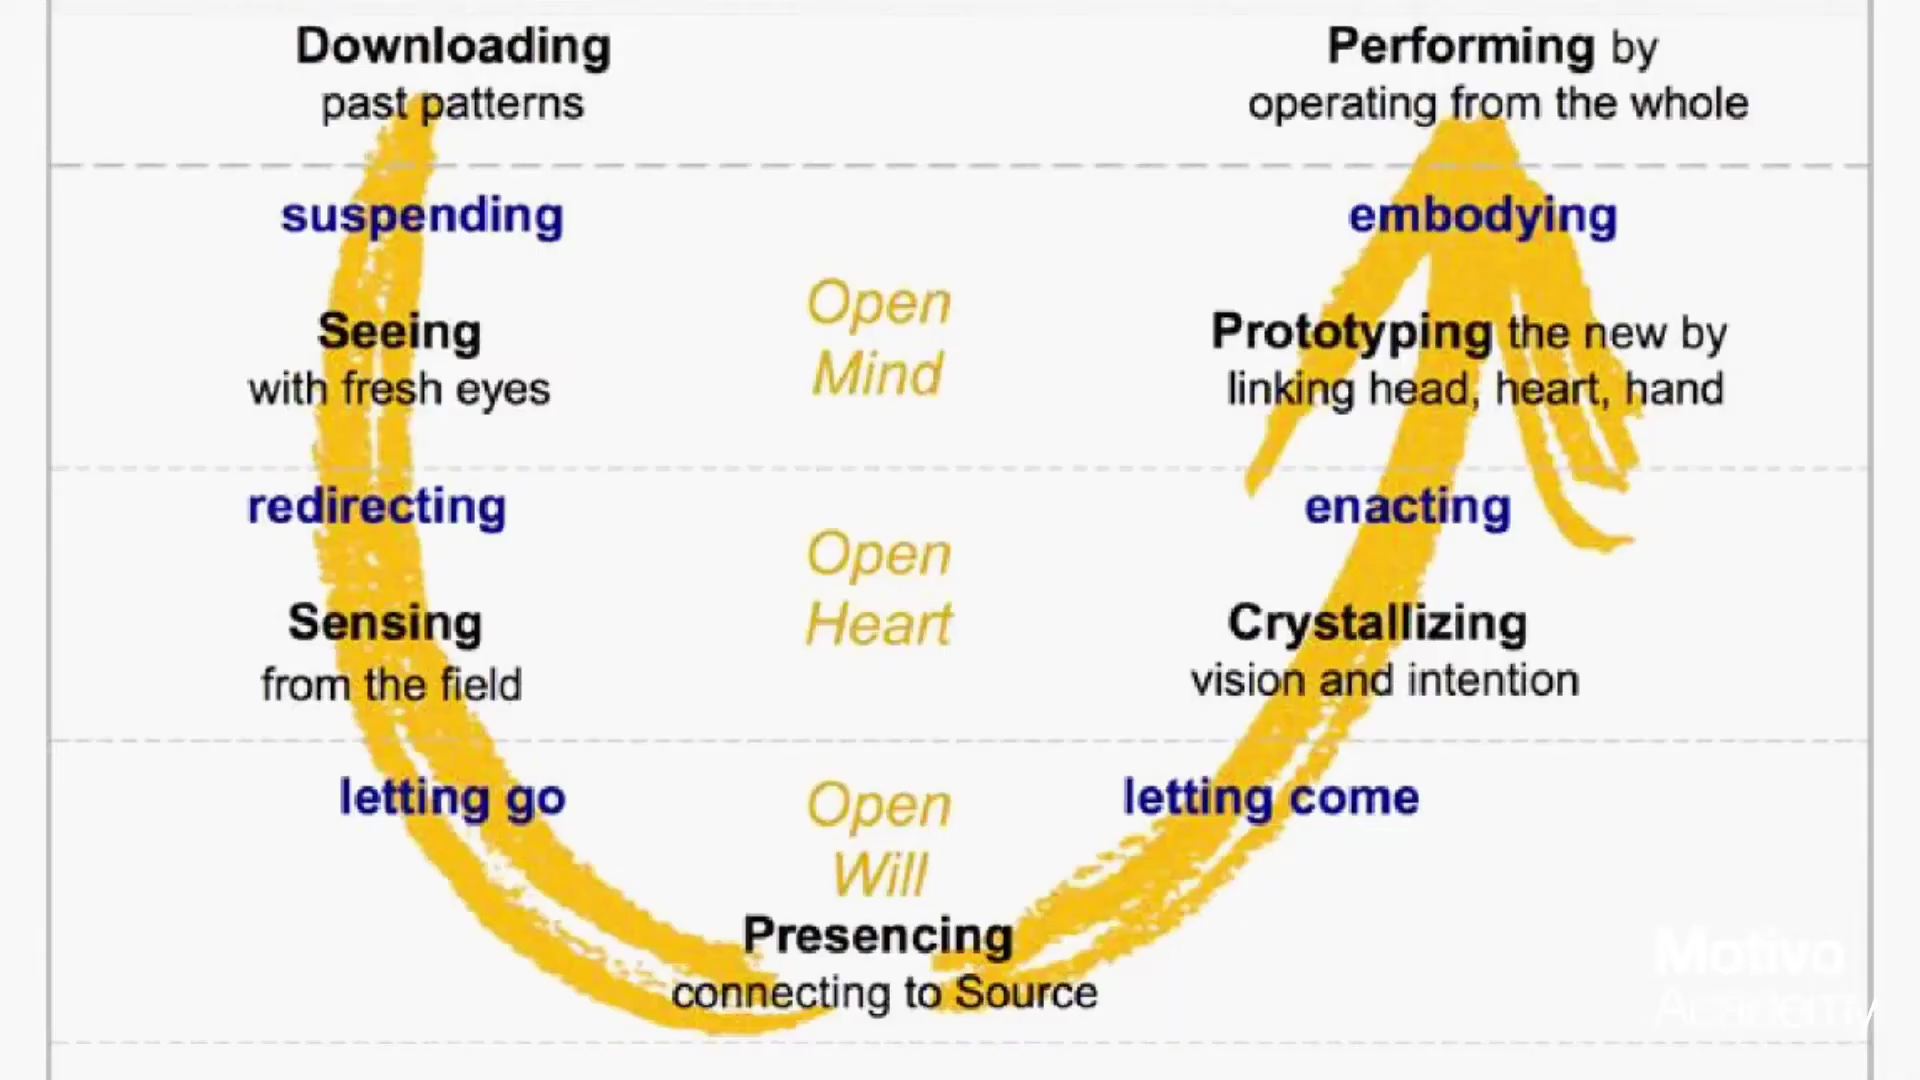 Downloading
past patterns
Performing by
operating from the whole
suspending
embodying
Open
Mind
Seeing
with fresh eyes
Prototyping the new by
linking head, heart, hand
redirecting
enacting
Open
Heart
Sensing
from the field
Crystallizing
vision and intention
letting go
letting come
Open
Will
Presencing
connecting to Source
Motivo
Academy